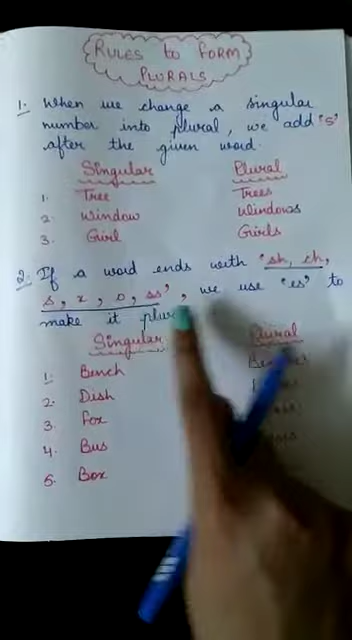 RULES to FORM
PLURALS
1. When we change a singular
number into plural, we add 's'
after the given word.
Singular Plural
1. Tree Trees
2. Window Windows
3. Girl Girls
2. If a word ends with 'sh, ch,
s, x, o, ss', we use 'es' to
make it
Singular Plural
1. Bench
2. Dish
3. Fox
4. Bus
5. Box